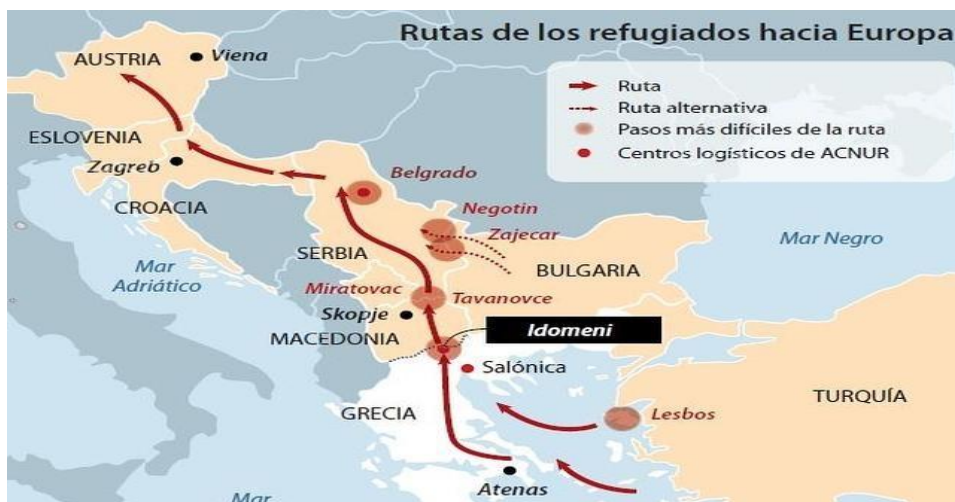 Rutas de los refugiados hacia Europa
AUSTRIA
Viena
Ruta
Ruta alternativa
Pasos más difíciles de la ruta
Centros logísticos de ACNUR
ESLOVENIA
Zagreb
Belgrado
CROACIA
Negotin
Zajecar
Mar Negro
SERBIA
BULGARIA
Mar
Adriático
Miratovac
Tavanovce
Skopje
Idomeni
MACEDONIA
Salónica
TURQUÍA
GRECIA
Lesbos
Atenas
Mar